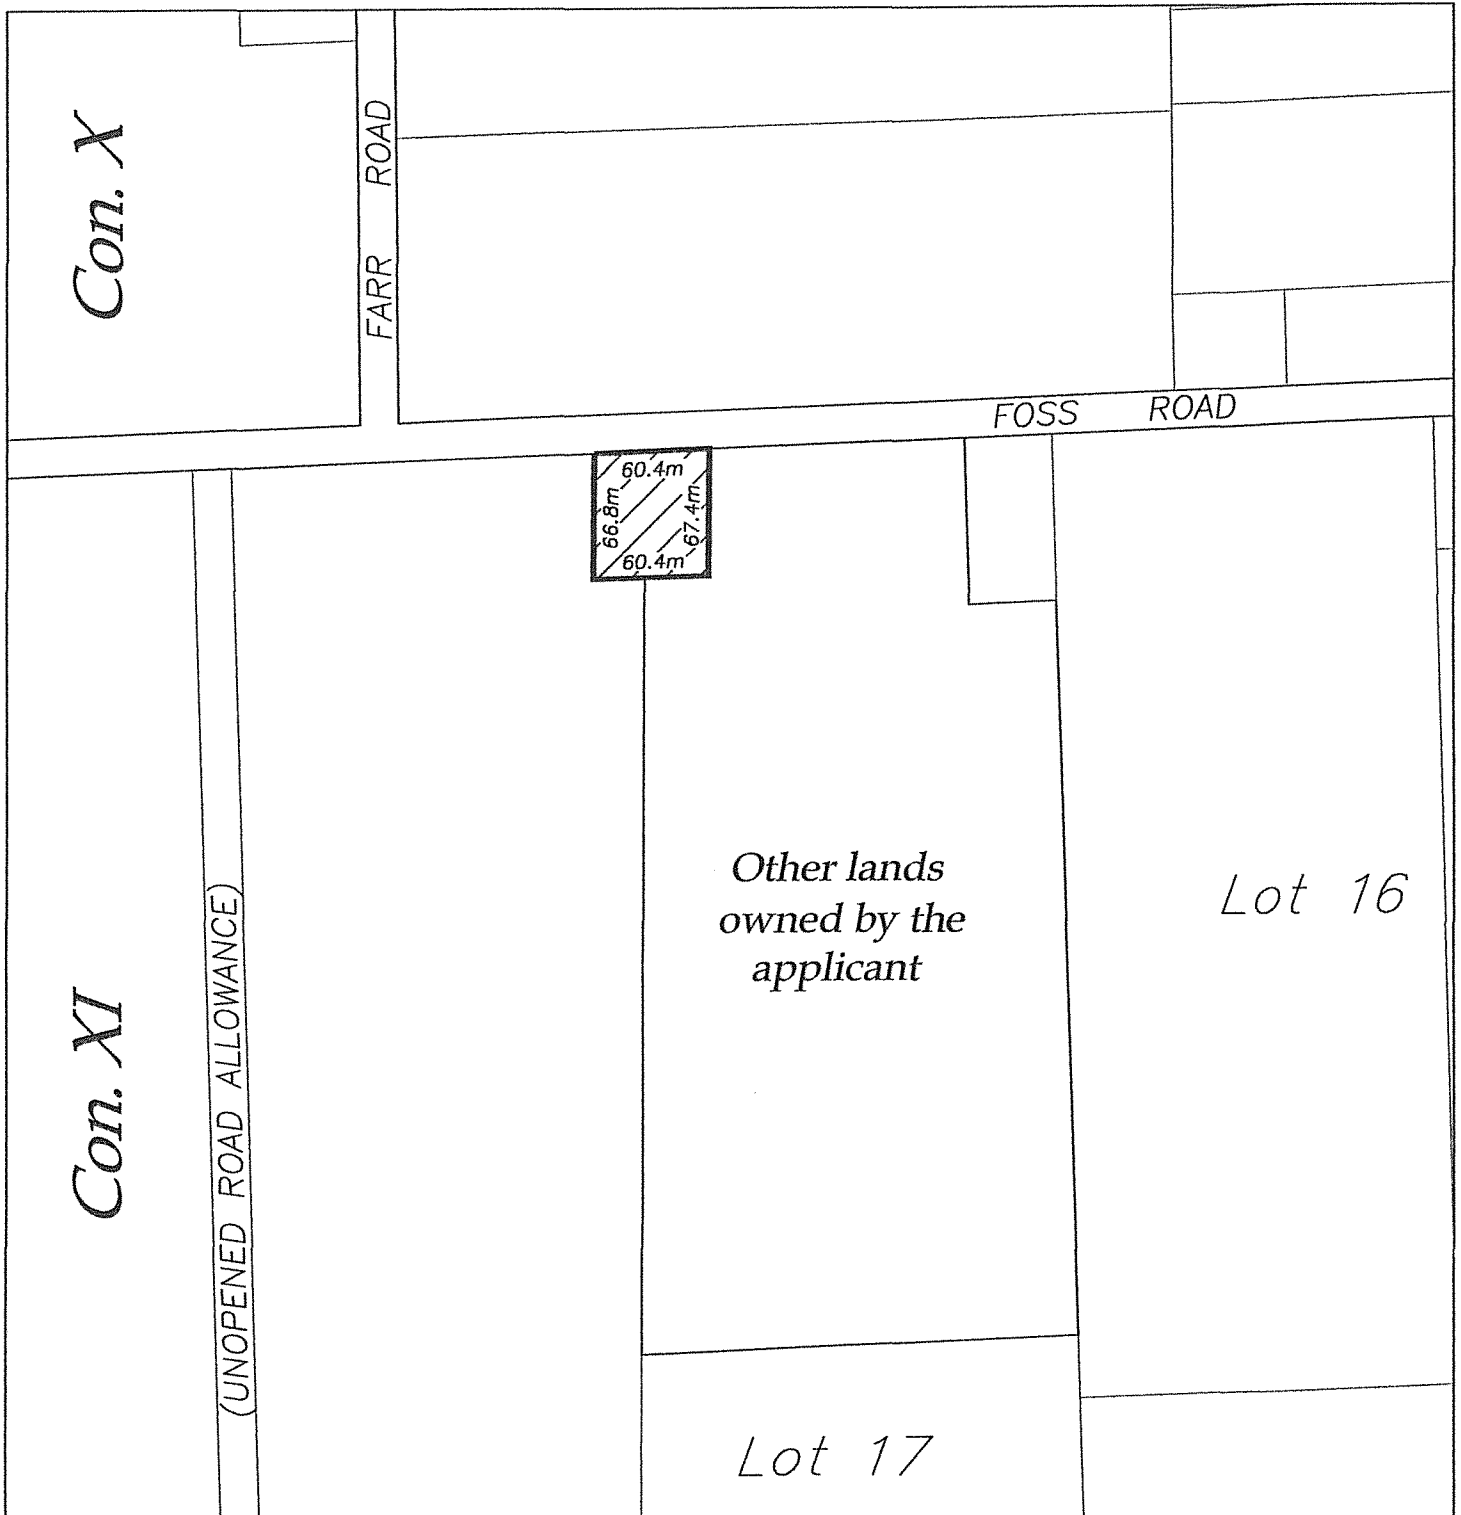 Con. X
FARR ROAD
FOSS ROAD
60.4m
66.8m
67.4m
60.4m
Other lands
owned by the
applicant
Lot 16
Con. XI
(UNOPENED ROAD ALLOWANCE)
Lot 17